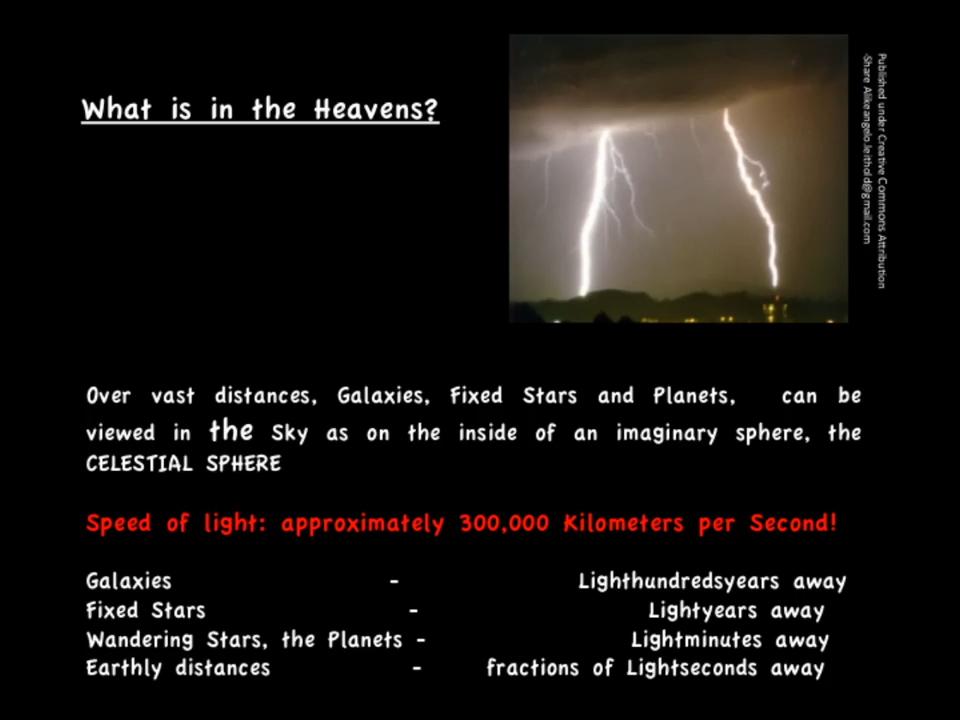 What is in the Heavens?
Published under Creative Commons Attribution
-Share Alikeangelo.leithold@gmail.com
Over vast distances, Galaxies, Fixed Stars and Planets, can be
viewed in the Sky as on the inside of an imaginary sphere, the
CELESTIAL SPHERE
Speed of light: approximately 300,000 Kilometers per Second!
Galaxies - Lighthundredsyears away
Fixed Stars - Lightyears away
Wandering Stars, the Planets - Lightminutes away
Earthly distances - fractions of Lightseconds away